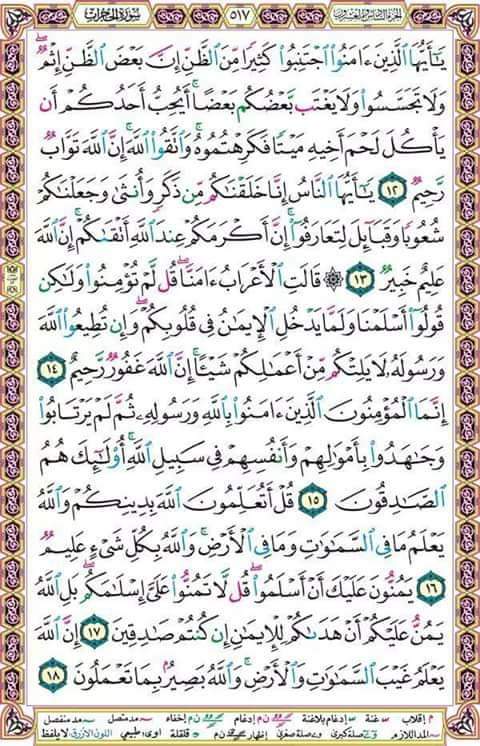 سورة الحجرات
٥١٧
الجزء السادس والعشرون
يَـٰٓأَيُّهَا ٱلَّذِينَ ءَامَنُوا۟ ٱجْتَنِبُوا۟ كَثِيرًا مِّنَ ٱلظَّنِّ إِنَّ بَعْضَ ٱلظَّنِّ إِثْمٌ ۖ
وَلَا تَجَسَّسُوا۟ وَلَا يَغْتَب بَّعْضُكُم بَعْضًا ۚ أَيُحِبُّ أَحَدُكُمْ أَن
يَأْكُلَ لَحْمَ أَخِيهِ مَيْتًا فَكَرِهْتُمُوهُ ۚ وَٱتَّقُوا۟ ٱللَّهَ ۚ إِنَّ ٱللَّهَ تَوَّابٌ
رَّحِيمٌ ١٢ يَـٰٓأَيُّهَا ٱلنَّاسُ إِنَّا خَلَقْنَـٰكُم مِّن ذَكَرٍ وَأُنثَىٰ وَجَعَلْنَـٰكُمْ
شُعُوبًا وَقَبَآئِلَ لِتَعَارَفُوٓا۟ ۚ إِنَّ أَكْرَمَكُمْ عِندَ ٱللَّهِ أَتْقَىٰكُمْ ۚ إِنَّ ٱللَّهَ
عَلِيمٌ خَبِيرٌ ١٣ ۞ قَالَتِ ٱلْأَعْرَابُ ءَامَنَّا ۖ قُل لَّمْ تُؤْمِنُوا۟ وَلَـٰكِن
قُولُوٓا۟ أَسْلَمْنَا وَلَمَّا يَدْخُلِ ٱلْإِيمَـٰنُ فِى قُلُوبِكُمْ ۖ وَإِن تُطِيعُوا۟ ٱللَّهَ
وَرَسُولَهُۥ لَا يَلِتْكُم مِّنْ أَعْمَـٰلِكُمْ شَيْـًٔا ۚ إِنَّ ٱللَّهَ غَفُورٌ رَّحِيمٌ ١٤
إِنَّمَا ٱلْمُؤْمِنُونَ ٱلَّذِينَ ءَامَنُوا۟ بِٱللَّهِ وَرَسُولِهِۦ ثُمَّ لَمْ يَرْتَابُوا۟
وَجَـٰهَدُوا۟ بِأَمْوَٰلِهِمْ وَأَنفُسِهِمْ فِى سَبِيلِ ٱللَّهِ ۚ أُو۟لَـٰٓئِكَ هُمُ
ٱلصَّـٰدِقُونَ ١٥ قُلْ أَتُعَلِّمُونَ ٱللَّهَ بِدِينِكُمْ وَٱللَّهُ
يَعْلَمُ مَا فِى ٱلسَّمَـٰوَٰتِ وَمَا فِى ٱلْأَرْضِ ۚ وَٱللَّهُ بِكُلِّ شَىْءٍ عَلِيمٌ
١٦ يَمُنُّونَ عَلَيْكَ أَنْ أَسْلَمُوا۟ ۖ قُل لَّا تَمُنُّوا۟ عَلَىَّ إِسْلَـٰمَكُم ۖ بَلِ ٱللَّهُ
يَمُنُّ عَلَيْكُمْ أَنْ هَدَىٰكُمْ لِلْإِيمَـٰنِ إِن كُنتُمْ صَـٰدِقِينَ ١٧ إِنَّ ٱللَّهَ
يَعْلَمُ غَيْبَ ٱلسَّمَـٰوَٰتِ وَٱلْأَرْضِ ۚ وَٱللَّهُ بَصِيرٌۢ بِمَا تَعْمَلُونَ ١٨
م إقلاب غنة إدغام بلاغنة ن م إدغام ن م إخفاء مد متصل مد منفصل
المد اللازم صلة كبرى صلة صغرى إظهار ن م قلقلة اوى: طبيعي اللون الأزرق: لا يلفظ